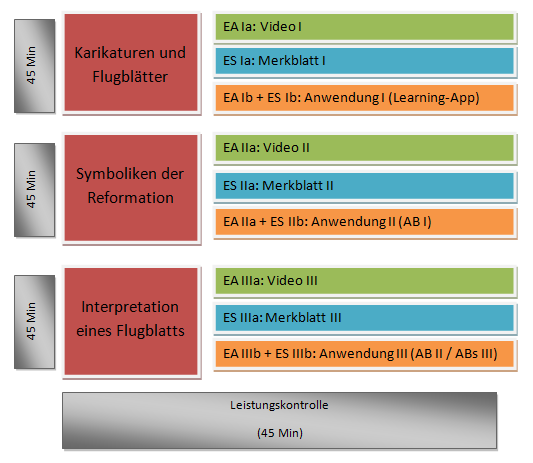 45 Min
Karikaturen und
Flugblätter
EA Ia: Video I
ES Ia: Merkblatt I
EA Ib + ES Ib: Anwendung I (Learning-App)
45 Min
Symboliken der
Reformation
EA IIa: Video II
ES IIa: Merkblatt II
EA IIa + ES IIb: Anwendung II (AB I)
45 Min
Interpretation
eines Flugblatts
EA IIIa: Video III
ES IIIa: Merkblatt III
EA IIIb + ES IIIb: Anwendung III (AB II / ABs III)
Leistungskontrolle
(45 Min)